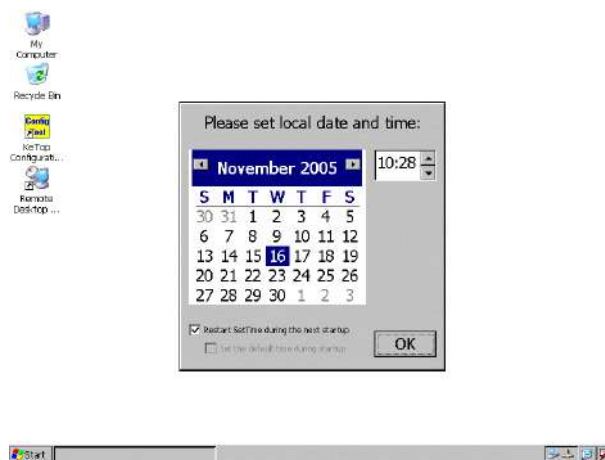 My
Computer
Recycle Bin
Config
Tool
KeTop
Configurati...
Remote
Desktop ...
Please set local date and time:
November 2005
10:28
S M T W T F S
30 31 1 2 3 4 5
6 7 8 9 10 11 12
13 14 15 16 17 18 19
20 21 22 23 24 25 26
27 28 29 30 1 2 3
Restart SetTime during the next startup
Set the default time during startup
OK
Start